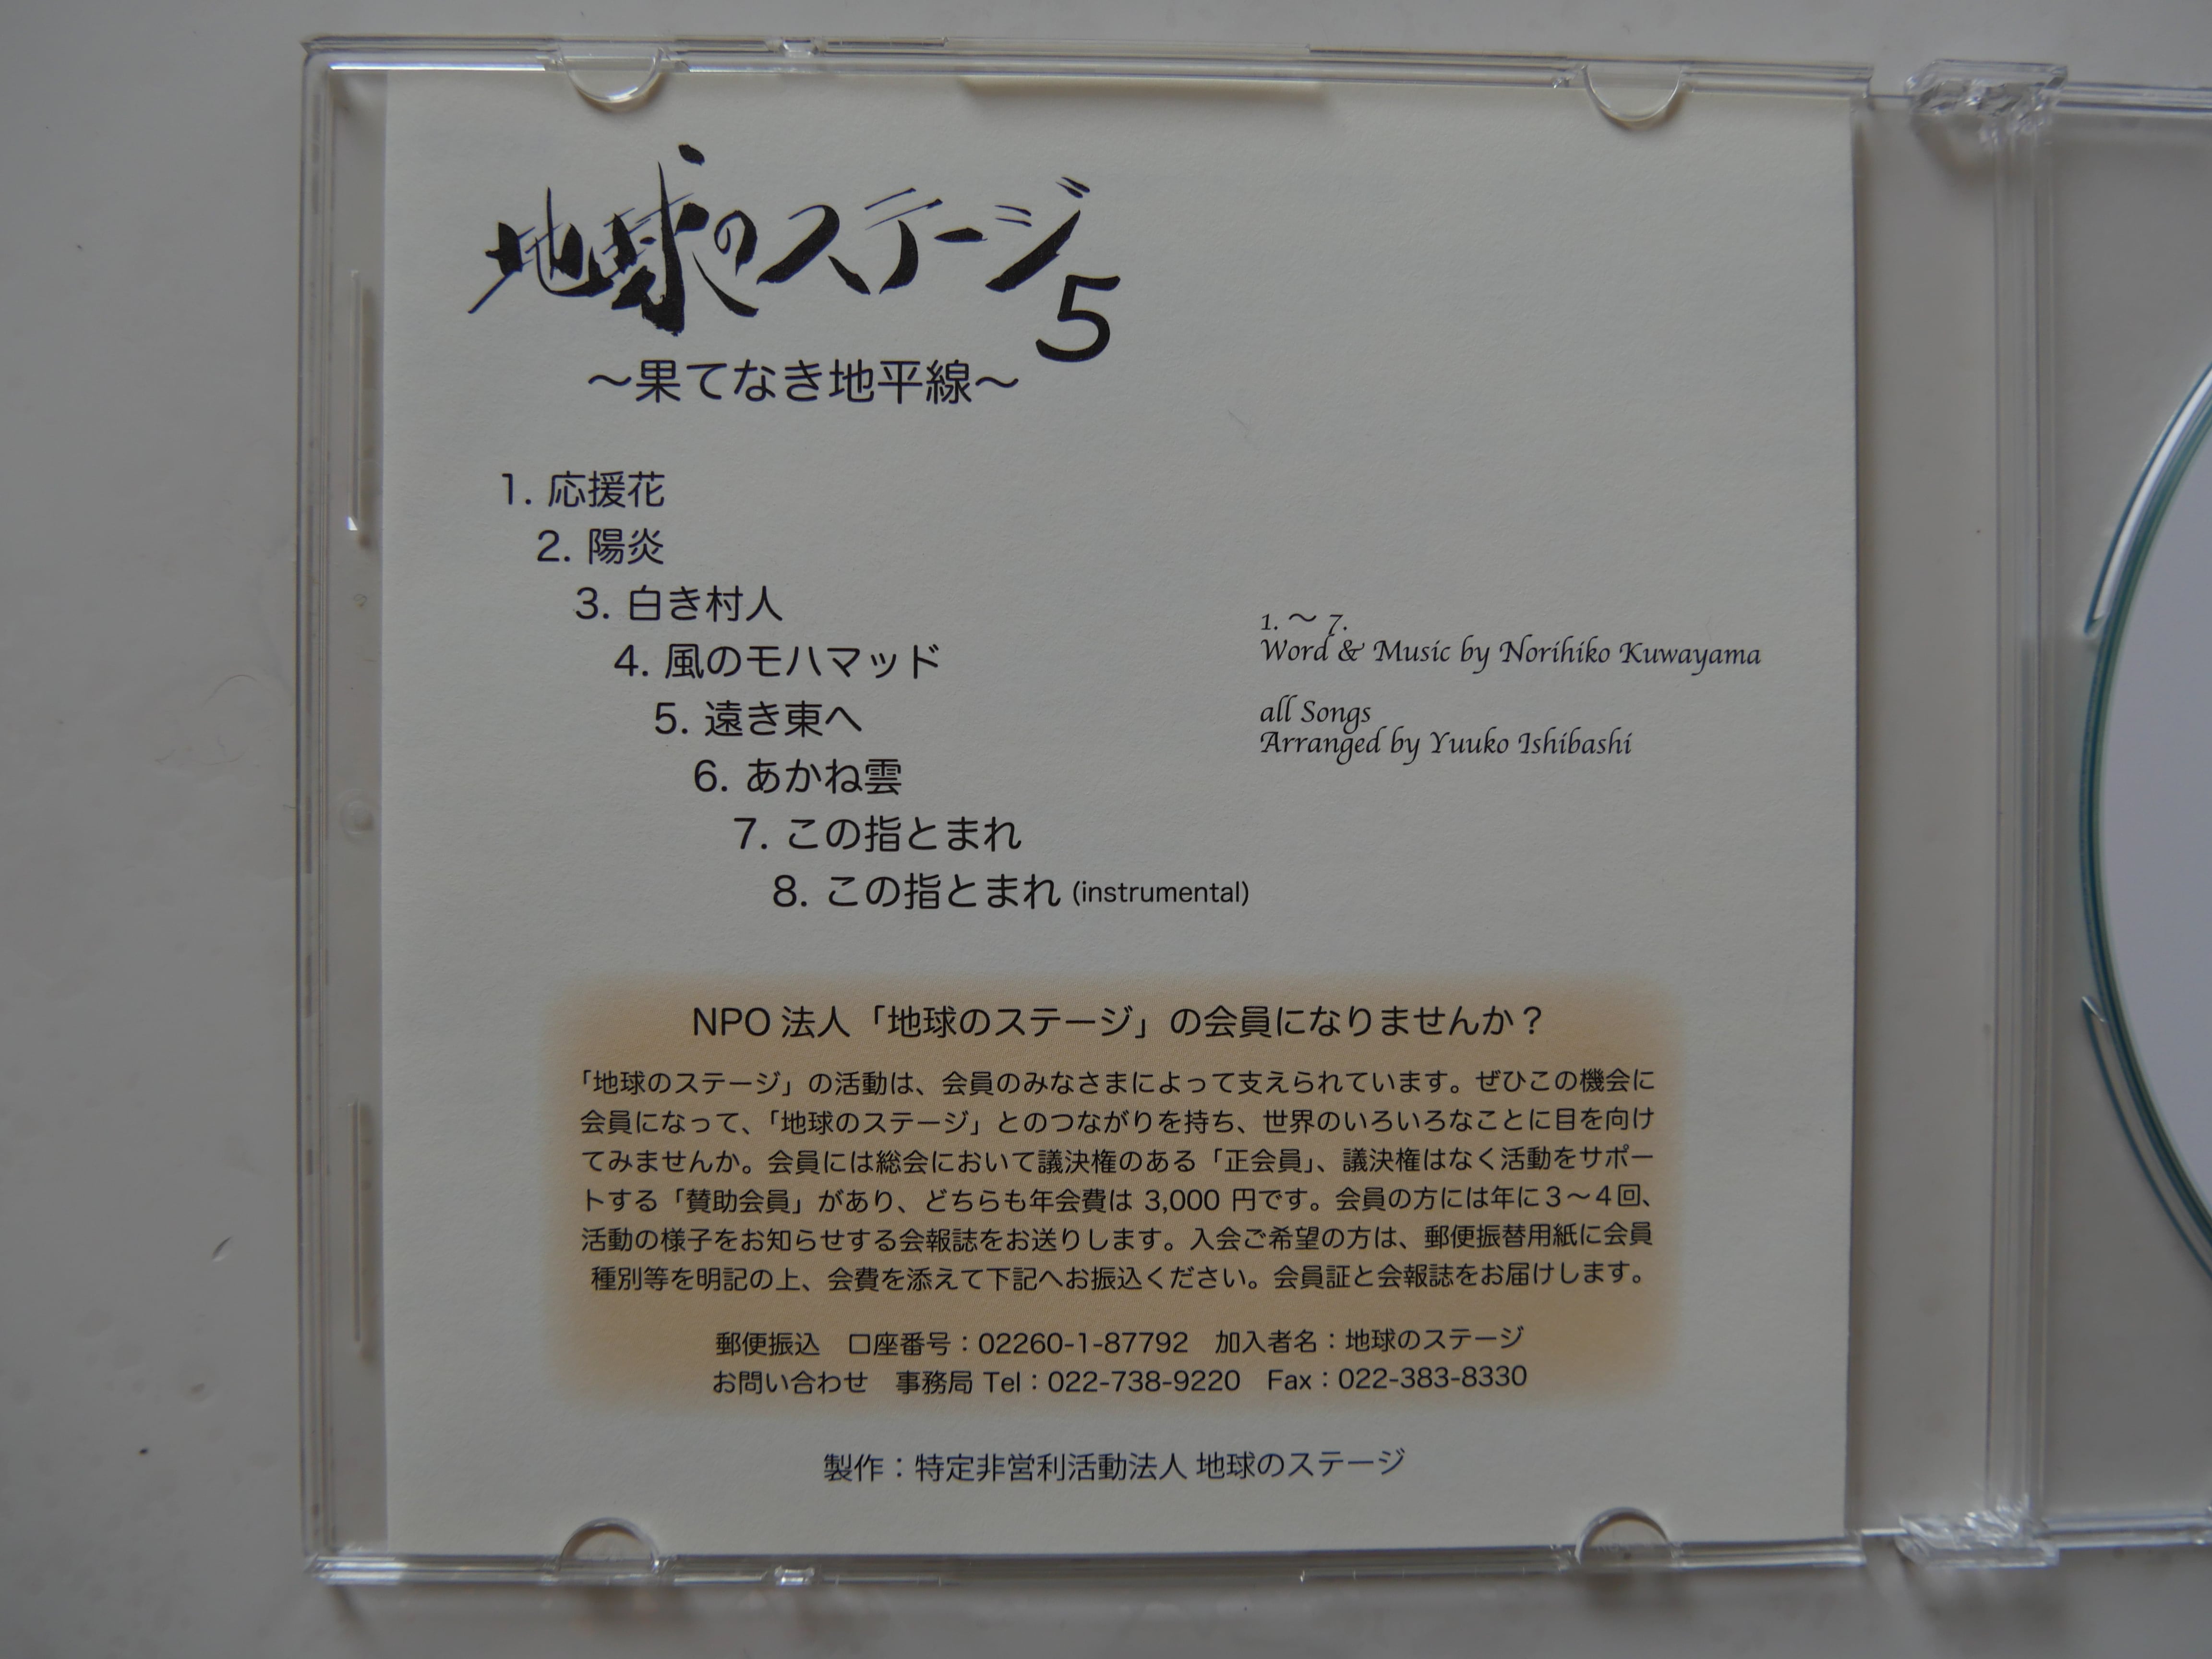 地球のステージ5
～果てなき地平線～
1. 応援花
2. 陽炎
3. 白き村人
4. 風のモハマッド
5. 遠き東へ
6. あかね雲
7. この指とまれ
8. この指とまれ (instrumental)
1. ～ 7.
Word & Music by Norihiko Kuwayama
all Songs
Arranged by Yuuko Ishibashi
NPO 法人「地球のステージ」の会員になりませんか？
「地球のステージ」の活動は、会員のみなさまによって支えられています。ぜひこの機会に
会員になって、「地球のステージ」とのつながりを持ち、世界のいろいろなことに目を向け
てみませんか。会員には総会において議決権のある「正会員」、議決権はなく活動をサポー
トする「賛助会員」があり、どちらも年会費は 3,000 円です。会員の方には年に３～４回、
活動の様子をお知らせする会報誌をお送りします。入会ご希望の方は、郵便振替用紙に会員
種別等を明記の上、会費を添えて下記へお振込ください。会員証と会報誌をお届けします。
郵便振込　口座番号：02260-1-87792　加入者名：地球のステージ
お問い合わせ　事務局 Tel：022-738-9220　Fax：022-383-8330
製作：特定非営利活動法人 地球のステージ